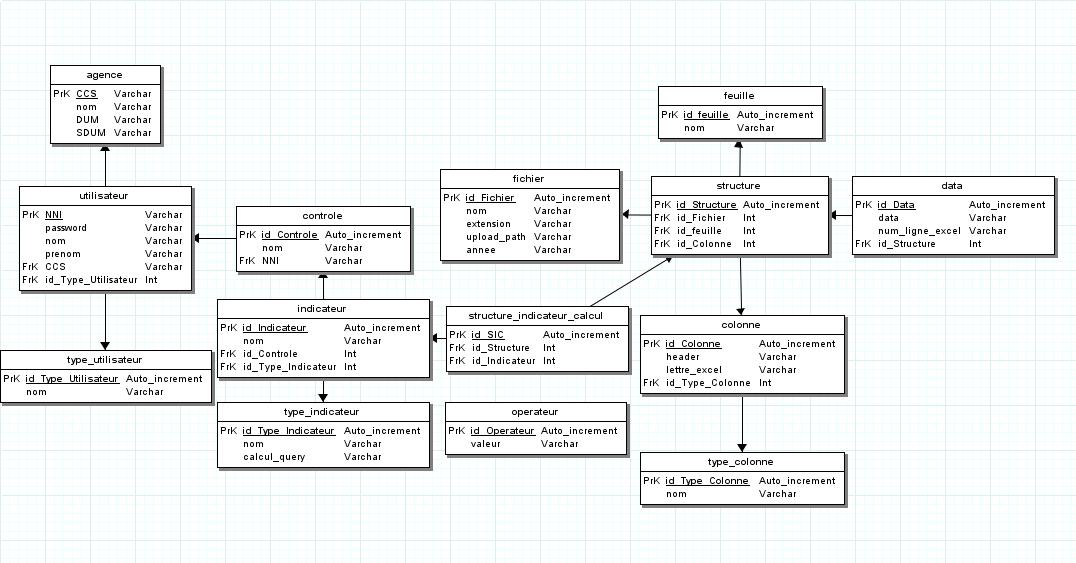 agence
PrK CCS Varchar
nom Varchar
DUM Varchar
SDUM Varchar
utilisateur
PrK NNI Varchar
password Varchar
nom Varchar
prenom Varchar
FrK CCS Varchar
FrK id_Type_Utilisateur Int
type_utilisateur
PrK id_Type_Utilisateur Auto_increment
nom Varchar
controle
PrK id_Controle Auto_increment
nom Varchar
FrK NNI Varchar
indicateur
PrK id_Indicateur Auto_increment
nom Varchar
FrK id_Controle Int
FrK id_Type_Indicateur Int
type_indicateur
PrK id_Type_Indicateur Auto_increment
nom Varchar
calcul_query Varchar
fichier
PrK id_Fichier Auto_increment
nom Varchar
extension Varchar
upload_path Varchar
annee Varchar
structure_indicateur_calcul
PrK id_SIC Auto_increment
FrK id_Structure Int
FrK id_Indicateur Int
operateur
PrK id_Operateur Auto_increment
valeur Varchar
feuille
PrK id_feuille Auto_increment
nom Varchar
structure
PrK id_Structure Auto_increment
FrK id_Fichier Int
FrK id_feuille Int
FrK id_Colonne Int
data
PrK id_Data Auto_increment
data Varchar
num_ligne_excel Varchar
FrK id_Structure Int
colonne
PrK id_Colonne Auto_increment
header Varchar
lettre_excel Varchar
FrK id_Type_Colonne Int
type_colonne
PrK id_Type_Colonne Auto_increment
nom Varchar